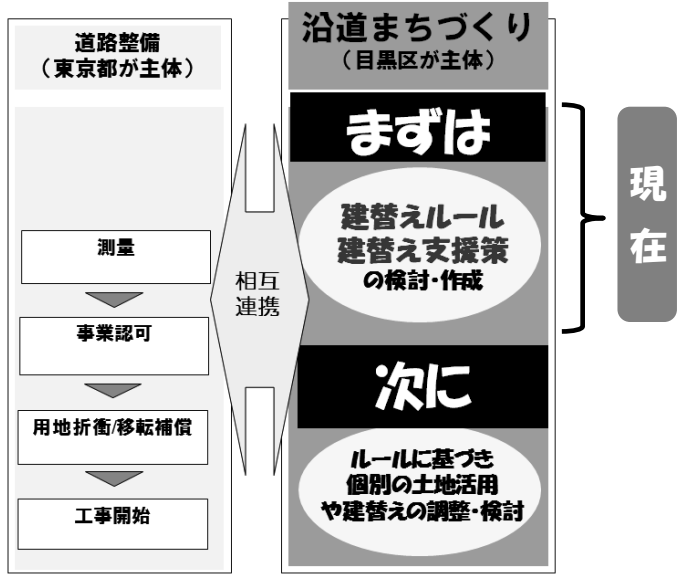 道路整備
（東京都が主体）
測量
事業認可
用地折衝/移転補償
工事開始
相互
連携
沿道まちづくり
（目黒区が主体）
まずは
建替えルール
建替え支援策
の検討・作成
次に
ルールに基づき
個別の土地活用
や建替えの調整・検討
現
在